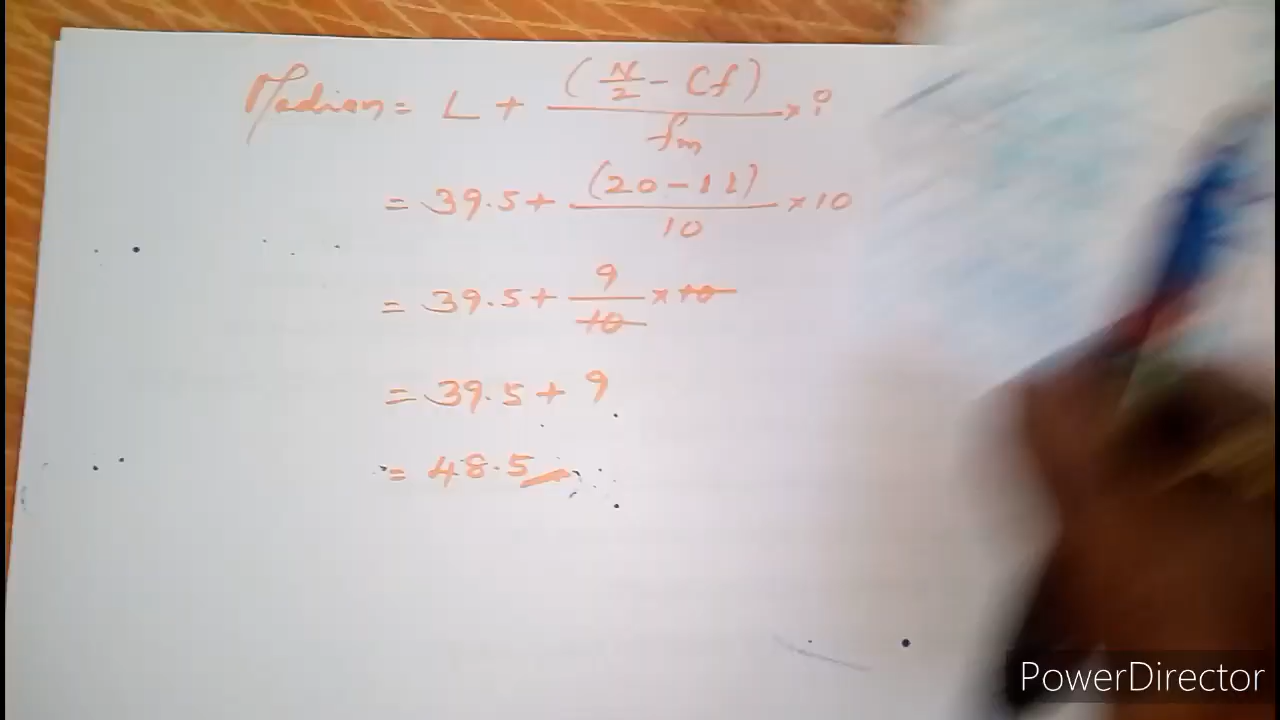 Median = L + (N/2 - Cf)/fm × i
= 39.5 + (20 - 11)/10 × 10
= 39.5 + 9/10 × 10
= 39.5 + 9
= 48.5
PowerDirector